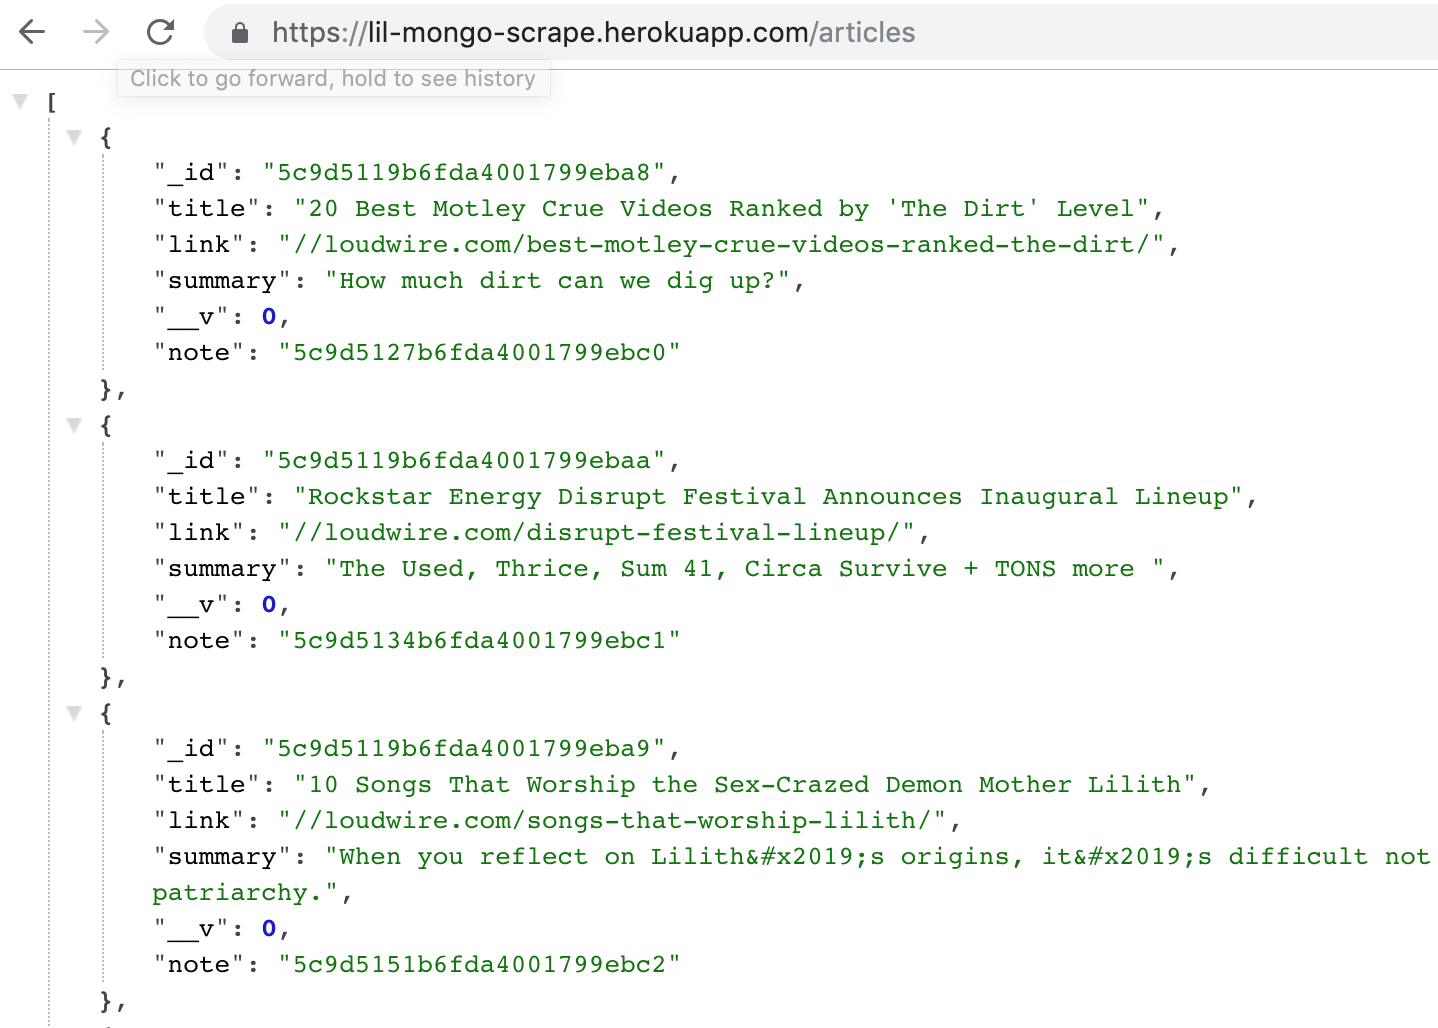 https://lil-mongo-scrape.herokuapp.com/articles
Click to go forward, hold to see history
[
{
"_id": "5c9d5119b6fda4001799eba8",
"title": "20 Best Motley Crue Videos Ranked by 'The Dirt' Level",
"link": "//loudwire.com/best-motley-crue-videos-ranked-the-dirt/",
"summary": "How much dirt can we dig up?",
"__v": 0,
"note": "5c9d5127b6fda4001799ebc0"
},
{
"_id": "5c9d5119b6fda4001799ebaa",
"title": "Rockstar Energy Disrupt Festival Announces Inaugural Lineup",
"link": "//loudwire.com/disrupt-festival-lineup/",
"summary": "The Used, Thrice, Sum 41, Circa Survive + TONS more ",
"__v": 0,
"note": "5c9d5134b6fda4001799ebc1"
},
{
"_id": "5c9d5119b6fda4001799eba9",
"title": "10 Songs That Worship the Sex-Crazed Demon Mother Lilith",
"link": "//loudwire.com/songs-that-worship-lilith/",
"summary": "When you reflect on Lilith&#x2019;s origins, it&#x2019;s difficult not
patriarchy.",
"__v": 0,
"note": "5c9d5151b6fda4001799ebc2"
},